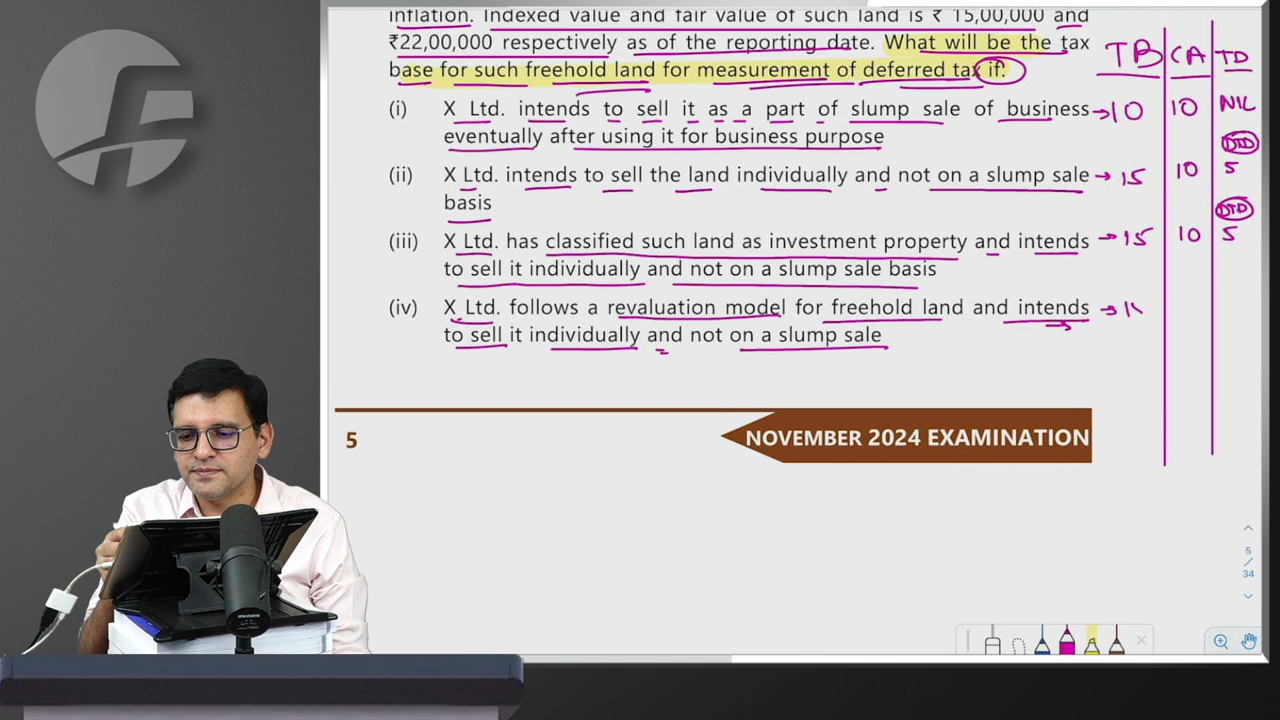 inflation. Indexed value and fair value of such land is ₹ 15,00,000 and
₹22,00,000 respectively as of the reporting date. What will be the tax
base for such freehold land for measurement of deferred tax if:
TB CA TD
(i) X Ltd. intends to sell it as a part of slump sale of business → 10 10 NIL
eventually after using it for business purpose
DTD
(ii) X Ltd. intends to sell the land individually and not on a slump sale → 15 10 5
basis
DTD
(iii) X Ltd. has classified such land as investment property and intends → 15 10 5
to sell it individually and not on a slump sale basis
(iv) X Ltd. follows a revaluation model for freehold land and intends →
to sell it individually and not on a slump sale
5
NOVEMBER 2024 EXAMINATION
5
/
34